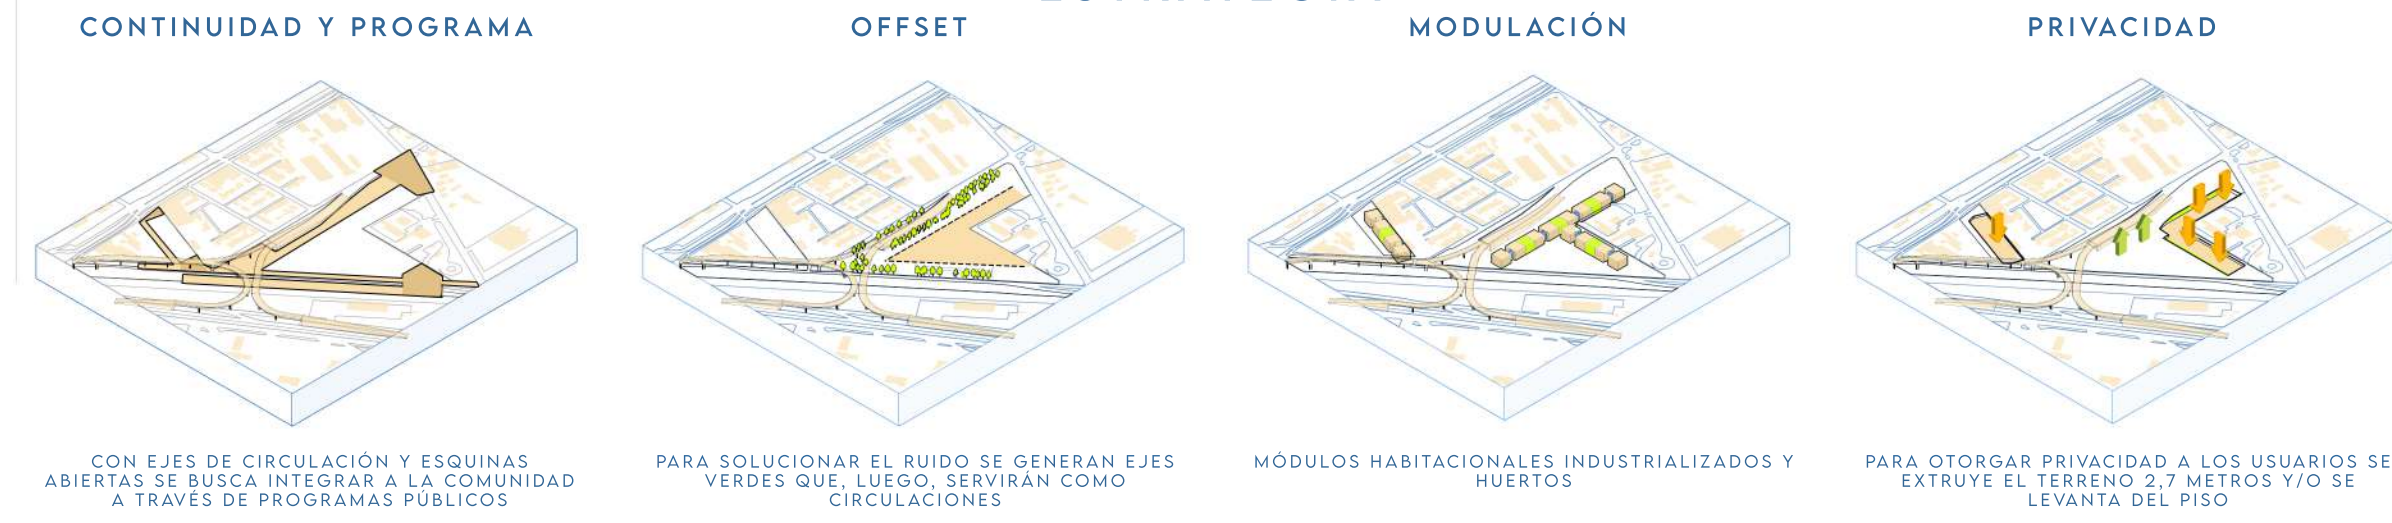 CONTINUIDAD Y PROGRAMA
CON EJES DE CIRCULACIÓN Y ESQUINAS
ABIERTAS SE BUSCA INTEGRAR A LA COMUNIDAD
A TRAVÉS DE PROGRAMAS PÚBLICOS
OFFSET
PARA SOLUCIONAR EL RUIDO SE GENERAN EJES
VERDES QUE, LUEGO, SERVIRÁN COMO
CIRCULACIONES
MODULACIÓN
MÓDULOS HABITACIONALES INDUSTRIALIZADOS Y
HUERTOS
PRIVACIDAD
PARA OTORGAR PRIVACIDAD A LOS USUARIOS SE
EXTRUYE EL TERRENO 2,7 METROS Y/O SE
LEVANTA DEL PISO